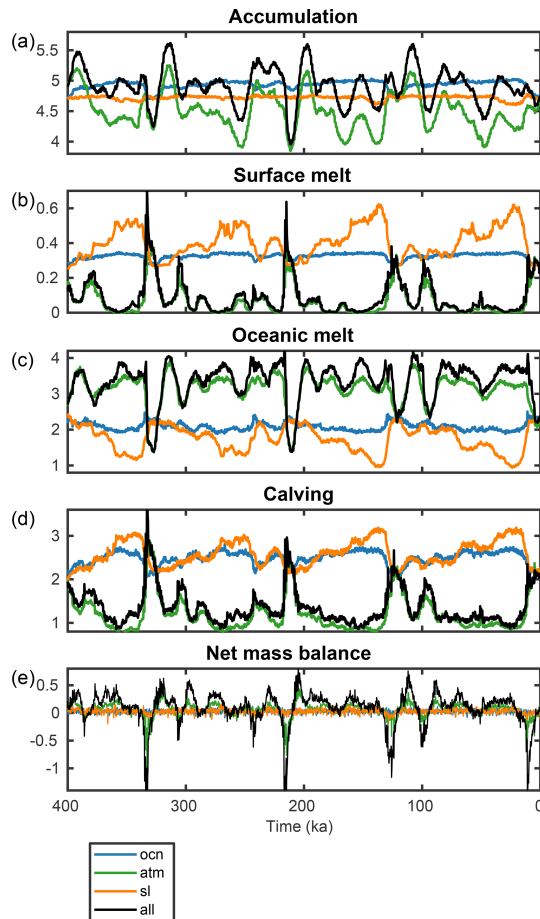 Accumulation
(a)
5.5
5
4.5
4
Surface melt
(b)
0.6
0.4
0.2
0
Oceanic melt
(c)
4
3
2
1
Calving
(d)
3
2
1
Net mass balance
(e)
0.5
0
-0.5
-1
400 300 200 100 0
Time (ka)
ocn
atm
sl
all